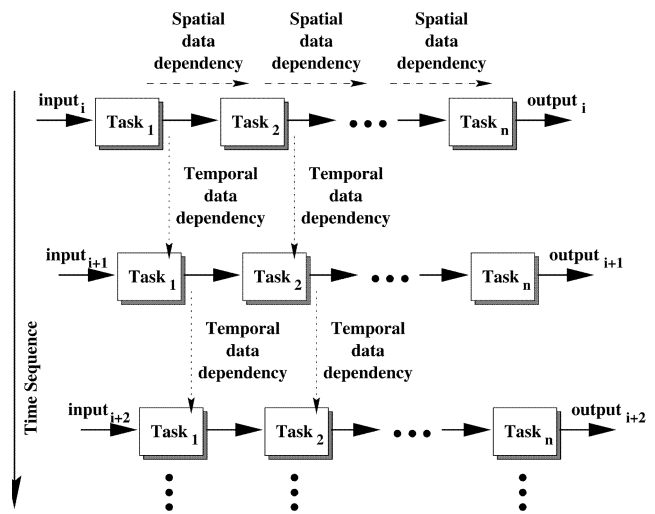 Spatial data dependency
Spatial data dependency
Spatial data dependency
input i
Task 1
Task 2
Task n
output i
Temporal data dependency
Temporal data dependency
input i+1
Task 1
Task 2
Task n
output i+1
Temporal data dependency
Temporal data dependency
input i+2
Task 1
Task 2
Task n
output i+2
Time Sequence